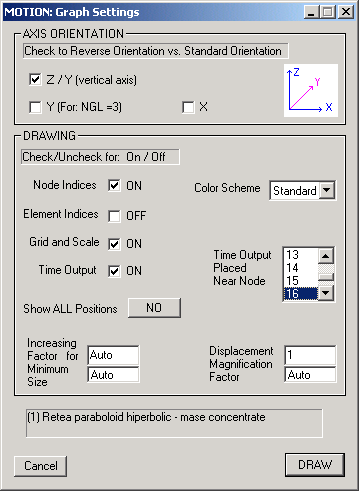 MOTION: Graph Settings
AXIS ORIENTATION
Check to Reverse Orientation vs. Standard Orientation
Z / Y (vertical axis)
Y (For: NGL =3)
X
Z
Y
X
DRAWING
Check/Uncheck for: On / Off
Node Indices ON
Color Scheme Standard
Element Indices OFF
Grid and Scale ON
Time Output ON
Time Output
Placed
Near Node
13
14
15
16
Show ALL Positions NO
Increasing
Factor for
Minimum
Size
Auto
Auto
Displacement
Magnification
Factor
1
Auto
(1) Retea paraboloid hiperbolic - mase concentrate
Cancel
DRAW